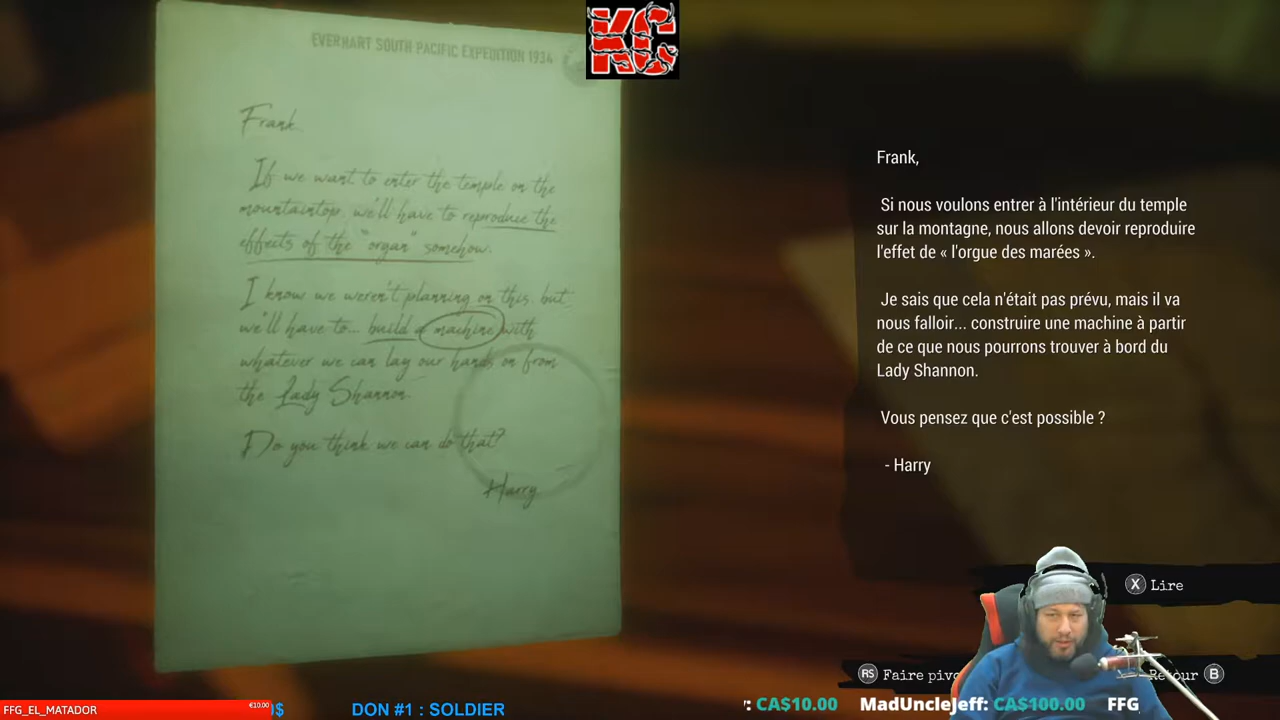 EVERHART SOUTH PACIFIC EXPEDITION 1934
KC
Frank,
If we want to enter the temple on the
mountaintop, we'll have to reproduce the
effects of the "organ" somehow.
I know we weren't planning on this, but
we'll have to... build a machine with
whatever we can lay our hands on from
the Lady Shannon.
Do you think we can do that?
Harry
Frank,
Si nous voulons entrer à l'intérieur du temple
sur la montagne, nous allons devoir reproduire
l'effet de « l'orgue des marées ».
Je sais que cela n'était pas prévu, mais il va
nous falloir... construire une machine à partir
de ce que nous pourrons trouver à bord du
Lady Shannon.
Vous pensez que c'est possible ?
- Harry
X Lire
RS Faire pivo
Retour B
FFG_EL_MATADOR €10.00 $ DON #1 : SOLDIER : CA$10.00 MadUncleJeff: CA$100.00 FFG